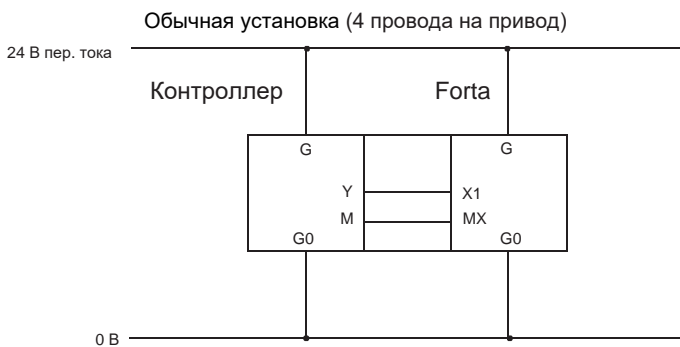 Обычная установка (4 провода на привод)
24 В пер. тока
Контроллер Forta
G G
Y X1
M MX
G0 G0
0 В